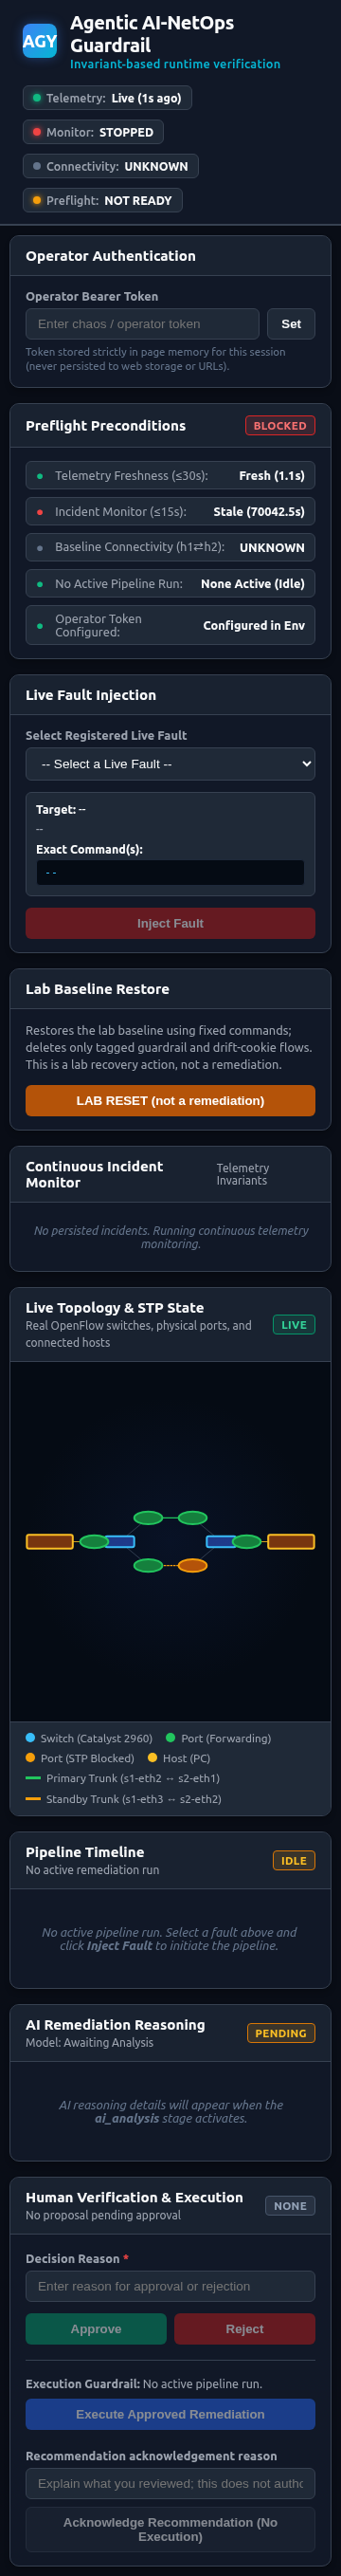 AGY
Agentic AI-NetOps
Guardrail
Invariant-based runtime verification
Telemetry: Live (1s ago)
Monitor: STOPPED
Connectivity: UNKNOWN
Preflight: NOT READY
Operator Authentication
Operator Bearer Token
Enter chaos / operator token
Set
Token stored strictly in page memory for this session
(never persisted to web storage or URLs).
Preflight Preconditions
BLOCKED
Telemetry Freshness (≤30s): Fresh (1.1s)
Incident Monitor (≤15s): Stale (70042.5s)
Baseline Connectivity (h1⇄h2): UNKNOWN
No Active Pipeline Run: None Active (Idle)
Operator Token
Configured:
Configured in Env
Live Fault Injection
Select Registered Live Fault
-- Select a Live Fault --
Target: --
--
Exact Command(s):
--
Inject Fault
Lab Baseline Restore
Restores the lab baseline using fixed commands;
deletes only tagged guardrail and drift-cookie flows.
This is a lab recovery action, not a remediation.
LAB RESET (not a remediation)
Continuous Incident
Monitor
Telemetry
Invariants
No persisted incidents. Running continuous telemetry
monitoring.
Live Topology & STP State
Real OpenFlow switches, physical ports, and
connected hosts
LIVE
Switch (Catalyst 2960) Port (Forwarding)
Port (STP Blocked) Host (PC)
Primary Trunk (s1-eth2 ↔ s2-eth1)
Standby Trunk (s1-eth3 ↔ s2-eth2)
Pipeline Timeline
No active remediation run
IDLE
No active pipeline run. Select a fault above and
click Inject Fault to initiate the pipeline.
AI Remediation Reasoning
Model: Awaiting Analysis
PENDING
AI reasoning details will appear when the
ai_analysis stage activates.
Human Verification & Execution
No proposal pending approval
NONE
Decision Reason *
Enter reason for approval or rejection
Approve
Reject
Execution Guardrail: No active pipeline run.
Execute Approved Remediation
Recommendation acknowledgement reason
Explain what you reviewed; this does not autho
Acknowledge Recommendation (No
Execution)